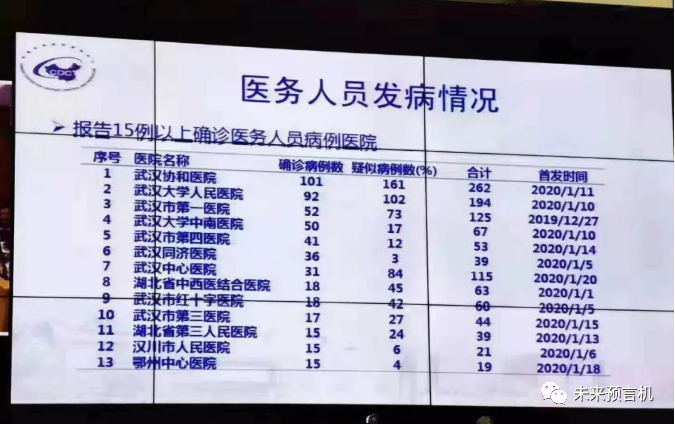 CDC
医务人员发病情况
➢ 报告15例以上确诊医务人员病例医院
序号 医院名称 确诊病例数 疑似病例数(%) 合计 首发时间
1 武汉协和医院 101 161 262 2020/1/11
2 武汉大学人民医院 92 102 194 2020/1/10
3 武汉市第一医院 52 73 125 2019/12/27
4 武汉大学中南医院 50 17 67 2020/1/10
5 武汉市第四医院 41 12 53 2020/1/14
6 武汉同济医院 36 3 39 2020/1/5
7 武汉中心医院 31 84 115 2020/1/20
8 湖北省中西医结合医院 18 45 63 2020/1/1
9 武汉市红十字医院 18 42 60 2020/1/5
10 武汉市第三医院 17 27 44 2020/1/15
11 湖北省第三人民医院 15 24 39 2020/1/13
12 汉川市人民医院 15 6 21 2020/1/6
13 鄂州中心医院 15 4 19 2020/1/18
未来预言机